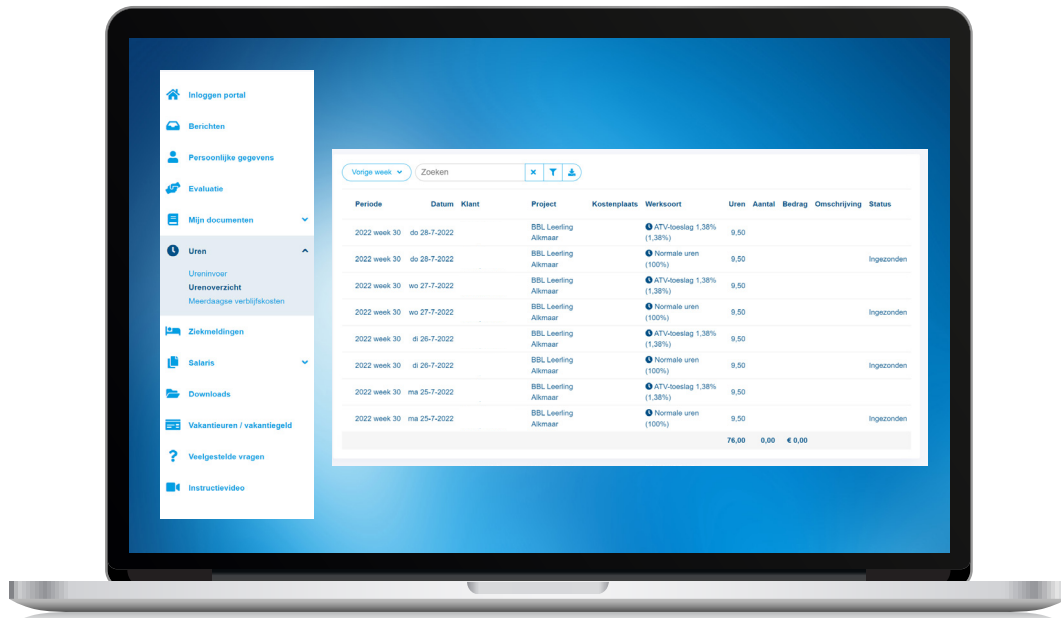 Inloggen portal
Berichten
Persoonlijke gegevens
Evaluatie
Mijn documenten
Uren
Ureninvoer
Urenoverzicht
Meerdaagse verblijfskosten
Ziekmeldingen
Salaris
Downloads
Vakantieuren / vakantiegeld
Veelgestelde vragen
Instructievideo
Vorige week Zoeken
Periode Datum Klant Project Kostenplaats Werksoort Uren Aantal Bedrag Omschrijving Status
2022 week 30 do 28-7-2022 BBL Leerling Alkmaar ATV-toeslag 1,38% (1,38%) 9,50
2022 week 30 do 28-7-2022 BBL Leerling Alkmaar Normale uren (100%) 9,50 Ingezonden
2022 week 30 wo 27-7-2022 BBL Leerling Alkmaar ATV-toeslag 1,38% (1,38%) 9,50
2022 week 30 wo 27-7-2022 BBL Leerling Alkmaar Normale uren (100%) 9,50 Ingezonden
2022 week 30 di 26-7-2022 BBL Leerling Alkmaar ATV-toeslag 1,38% (1,38%) 9,50
2022 week 30 di 26-7-2022 BBL Leerling Alkmaar Normale uren (100%) 9,50 Ingezonden
2022 week 30 ma 25-7-2022 BBL Leerling Alkmaar ATV-toeslag 1,38% (1,38%) 9,50
2022 week 30 ma 25-7-2022 BBL Leerling Alkmaar Normale uren (100%) 9,50 Ingezonden
76,00 0,00 € 0,00